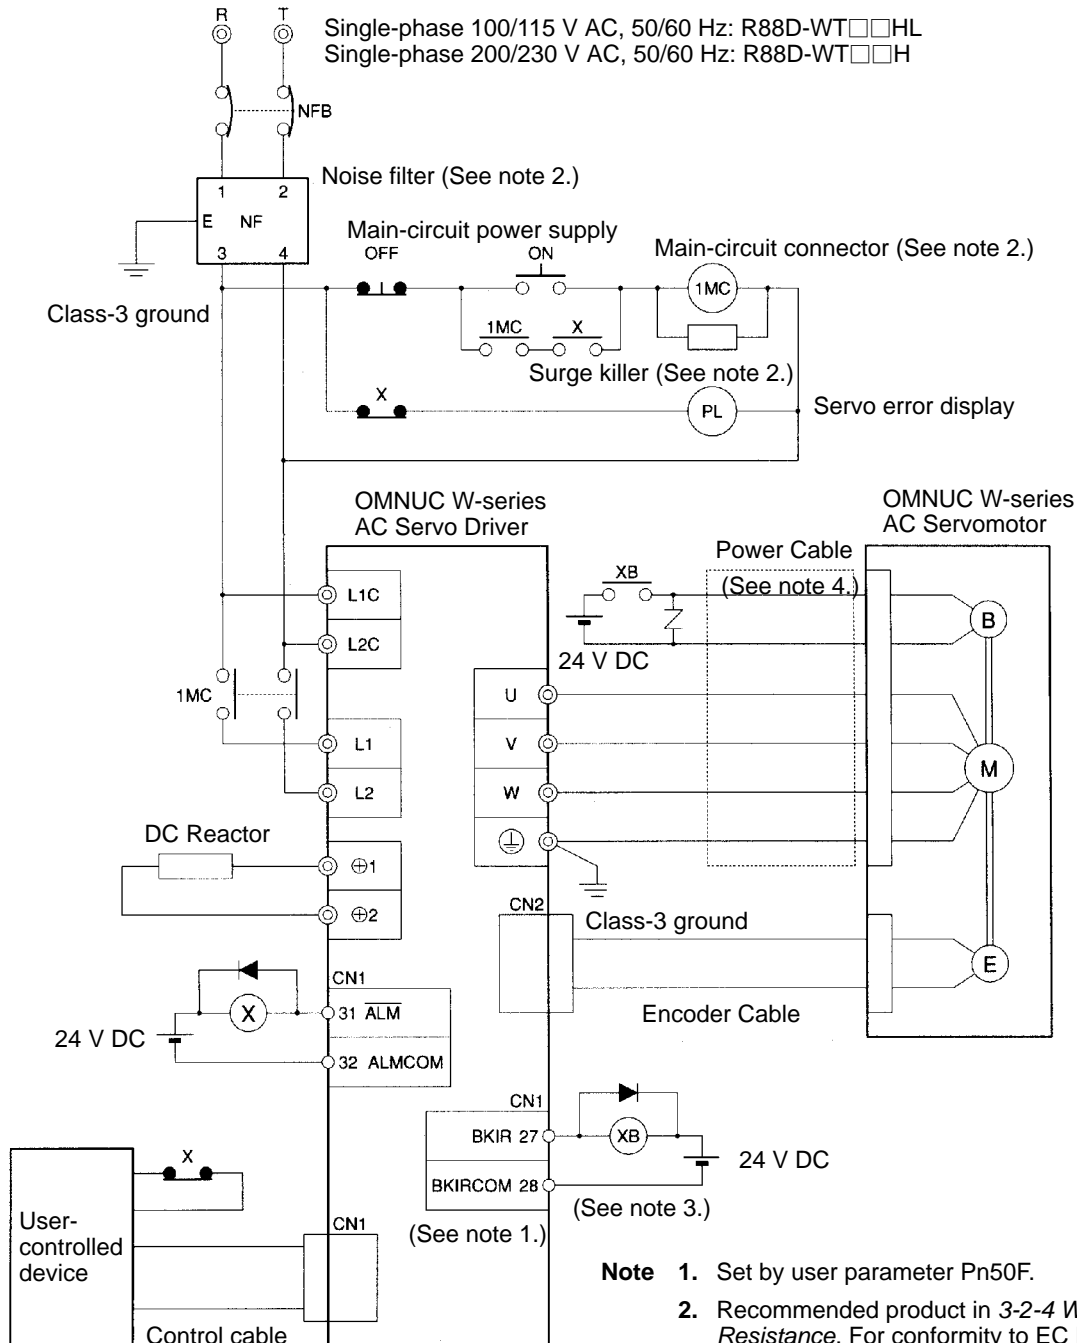 R T
Single-phase 100/115 V AC, 50/60 Hz: R88D-WT□□HL
Single-phase 200/230 V AC, 50/60 Hz: R88D-WT□□H
NFB
Noise filter (See note 2.)
1 2
E NF
3 4
Main-circuit power supply
OFF ON
Main-circuit connector (See note 2.)
1MC
Class-3 ground
1MC X
Surge killer (See note 2.)
X
PL
Servo error display
OMNUC W-series
AC Servo Driver
OMNUC W-series
AC Servomotor
Power Cable
(See note 4.)
XB
L1C
B
L2C
24 V DC
1MC
U
L1
V
M
L2
W
DC Reactor
⊕1
⊕2
CN2
Class-3 ground
E
CN1
X
31 ALM
Encoder Cable
24 V DC
32 ALMCOM
CN1
BKIR 27
XB
24 V DC
X
BKIRCOM 28
(See note 3.)
User-
controlled
device
CN1
(See note 1.)
Control cable
Note 1. Set by user parameter Pn50F.
2. Recommended product in 3-2-4 W
Resistance. For conformity to EC